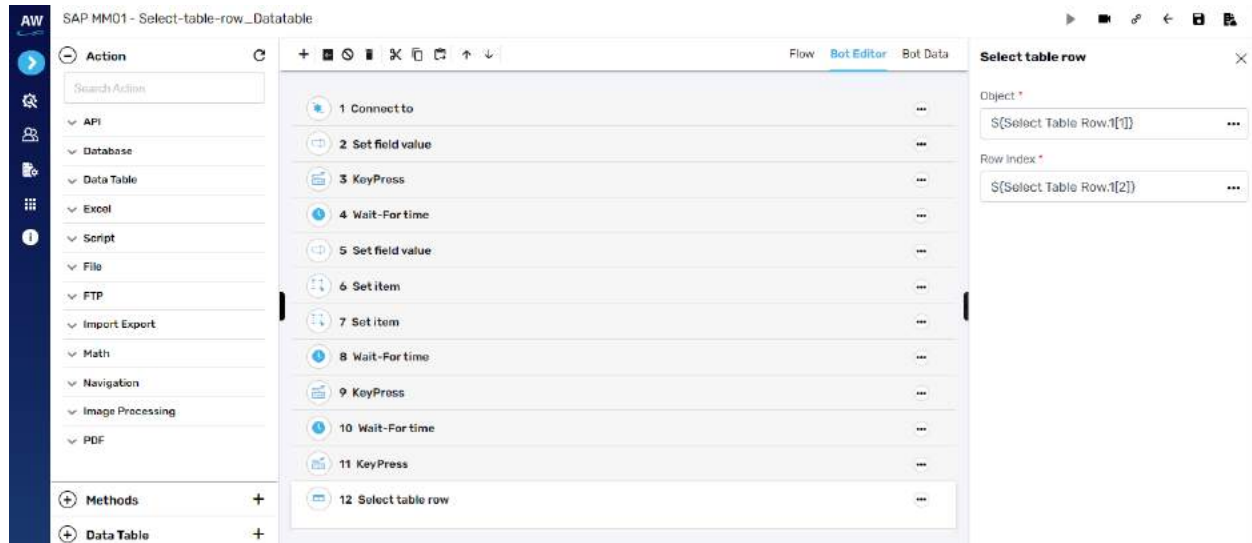 AW
SAP MM01 - Select-table-row_Datatable
Action
Search Action
API
Database
Data Table
Excel
Script
File
FTP
Import Export
Math
Navigation
Image Processing
PDF
Methods
Data Table
Flow Bot Editor Bot Data
1 Connect to
2 Set field value
3 KeyPress
4 Wait-For time
5 Set field value
6 Set item
7 Set item
8 Wait-For time
9 KeyPress
10 Wait-For time
11 KeyPress
12 Select table row
Select table row
Object *
${Select Table Row.1[1]}
Row Index *
${Select Table Row.1[2]}